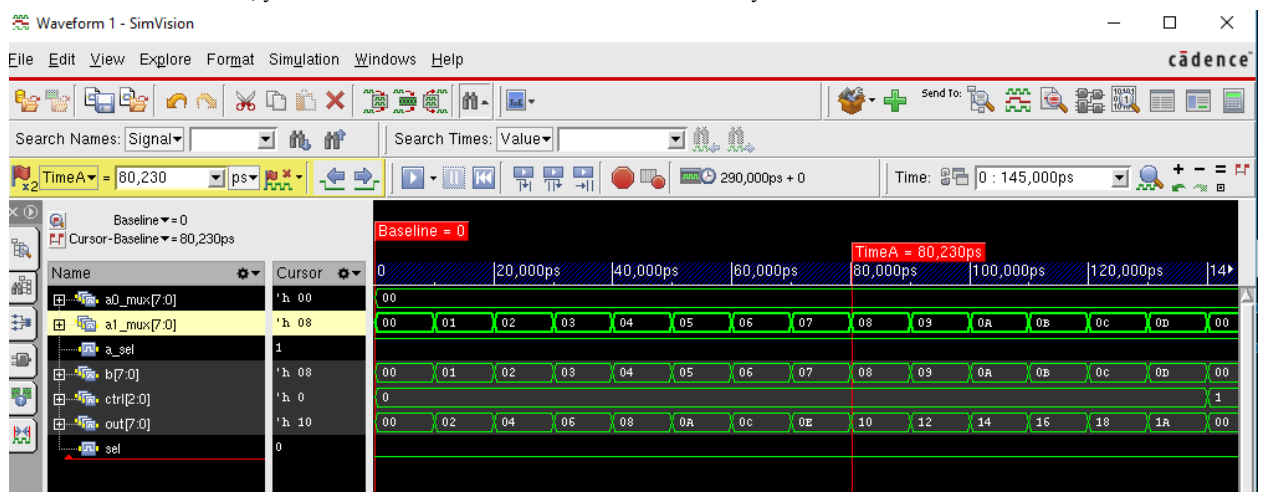 Waveform 1 - SimVision
File Edit View Explore Format Simulation Windows Help
cādence
Send To:
Search Names: Signal
Search Times: Value
x2 TimeA = 80,230 ps
290,000ps + 0
Time: 0 : 145,000ps
Baseline = 0
Cursor-Baseline = 80,230ps
Baseline = 0
TimeA = 80,230ps
Name Cursor 0 20,000ps 40,000ps 60,000ps 80,000ps 100,000ps 120,000ps 14
a0_mux[7:0] 'h 00 00
a1_mux[7:0] 'h 08 00 01 02 03 04 05 06 07 08 09 0A 0B 0C 0D 00
a_sel 1
b[7:0] 'h 08 00 01 02 03 04 05 06 07 08 09 0A 0B 0C 0D 00
ctrl[2:0] 'h 0 0 1
out[7:0] 'h 10 00 02 04 06 08 0A 0C 0E 10 12 14 16 18 1A 00
sel 0